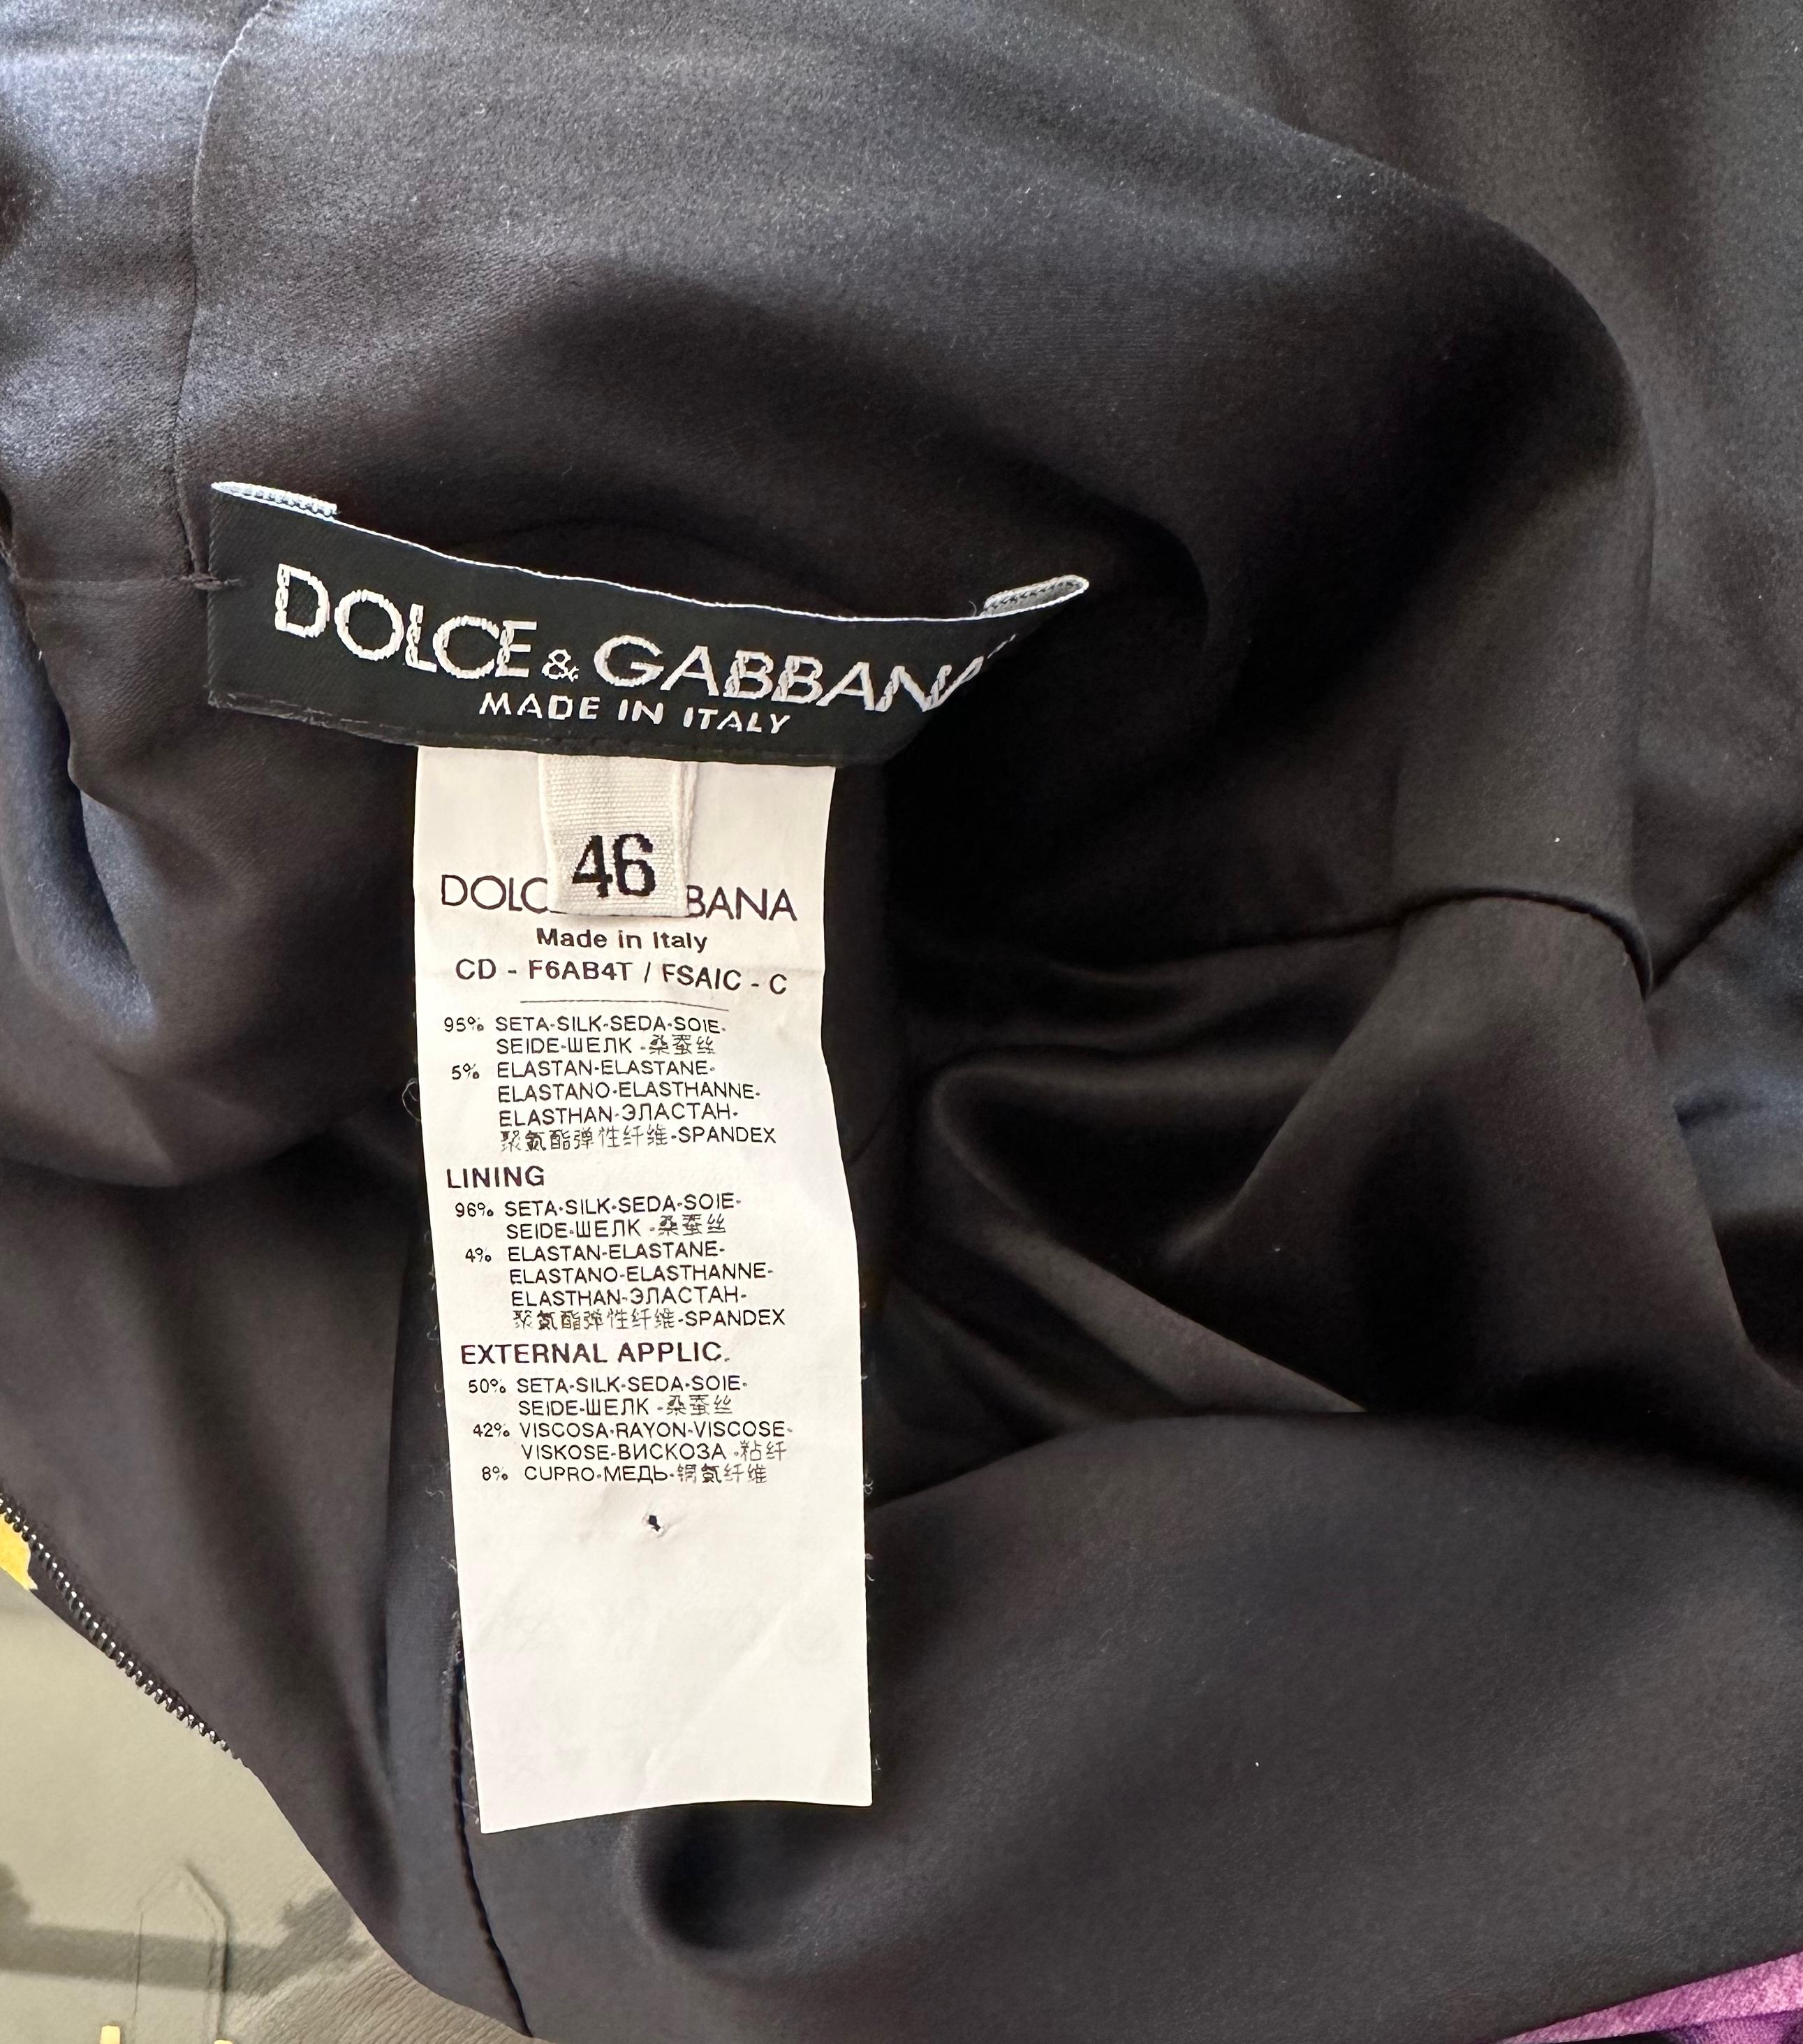 DOLCE & GABBANA
MADE IN ITALY
46
DOLC BANA
Made in Italy
CD - F6AB4T / FSAIC - C
95% SETA-SILK-SEDA-SOIE-
SEIDE-ШЕЛК -桑蚕丝
5% ELASTAN-ELASTANE-
ELASTANO-ELASTHANNE-
ELASTHAN-ЭЛАСТАН-
聚氨酯弹性纤维-SPANDEX
LINING
96% SETA-SILK-SEDA-SOIE-
SEIDE-ШЕЛК -桑蚕丝
4% ELASTAN-ELASTANE-
ELASTANO-ELASTHANNE-
ELASTHAN-ЭЛАСТАН-
聚氨酯弹性纤维-SPANDEX
EXTERNAL APPLIC.
50% SETA-SILK-SEDA-SOIE-
SEIDE-ШЕЛК -桑蚕丝
42% VISCOSA-RAYON-VISCOSE-
VISKOSE-ВИСКОЗА -粘纤
8% CUPRO-МЕДЬ-铜氨纤维